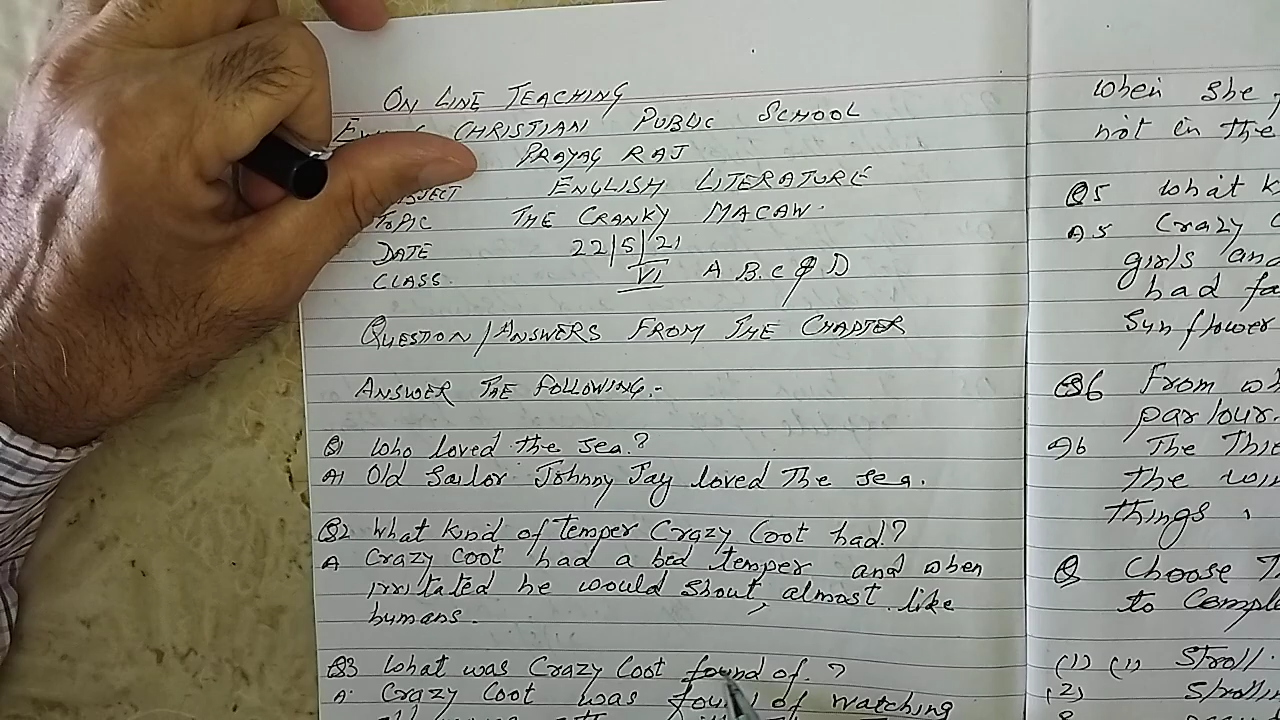 ON LINE TEACHING
CHRISTIAN PUBLIC SCHOOL
PRAYAG RAJ
ENGLISH LITERATURE
TOPIC THE CRANKY MACAW.
DATE 22/5/21
CLASS. VI A B.C & D
QUESTION/ANSWERS FROM THE CHAPTER
ANSWER THE FOLLOWING:-
Q1 Who loved the sea.?
A1 Old Sailor Johnny Jay loved The sea.
Q2 What kind of temper Crazy Coot had?
A Crazy Coot had a bad temper and when
irritated he would shout, almost like
humans.
Q3 What was Crazy Coot found of.?
A. Crazy Coot was found of watching
when she
not in the
Q5 What
A5 Crazy
girls and
had
Sunflower
Q6 From
parlour.
A6 The
the
things.
Q Choose
to
(1) (1) Stroll.
(2)